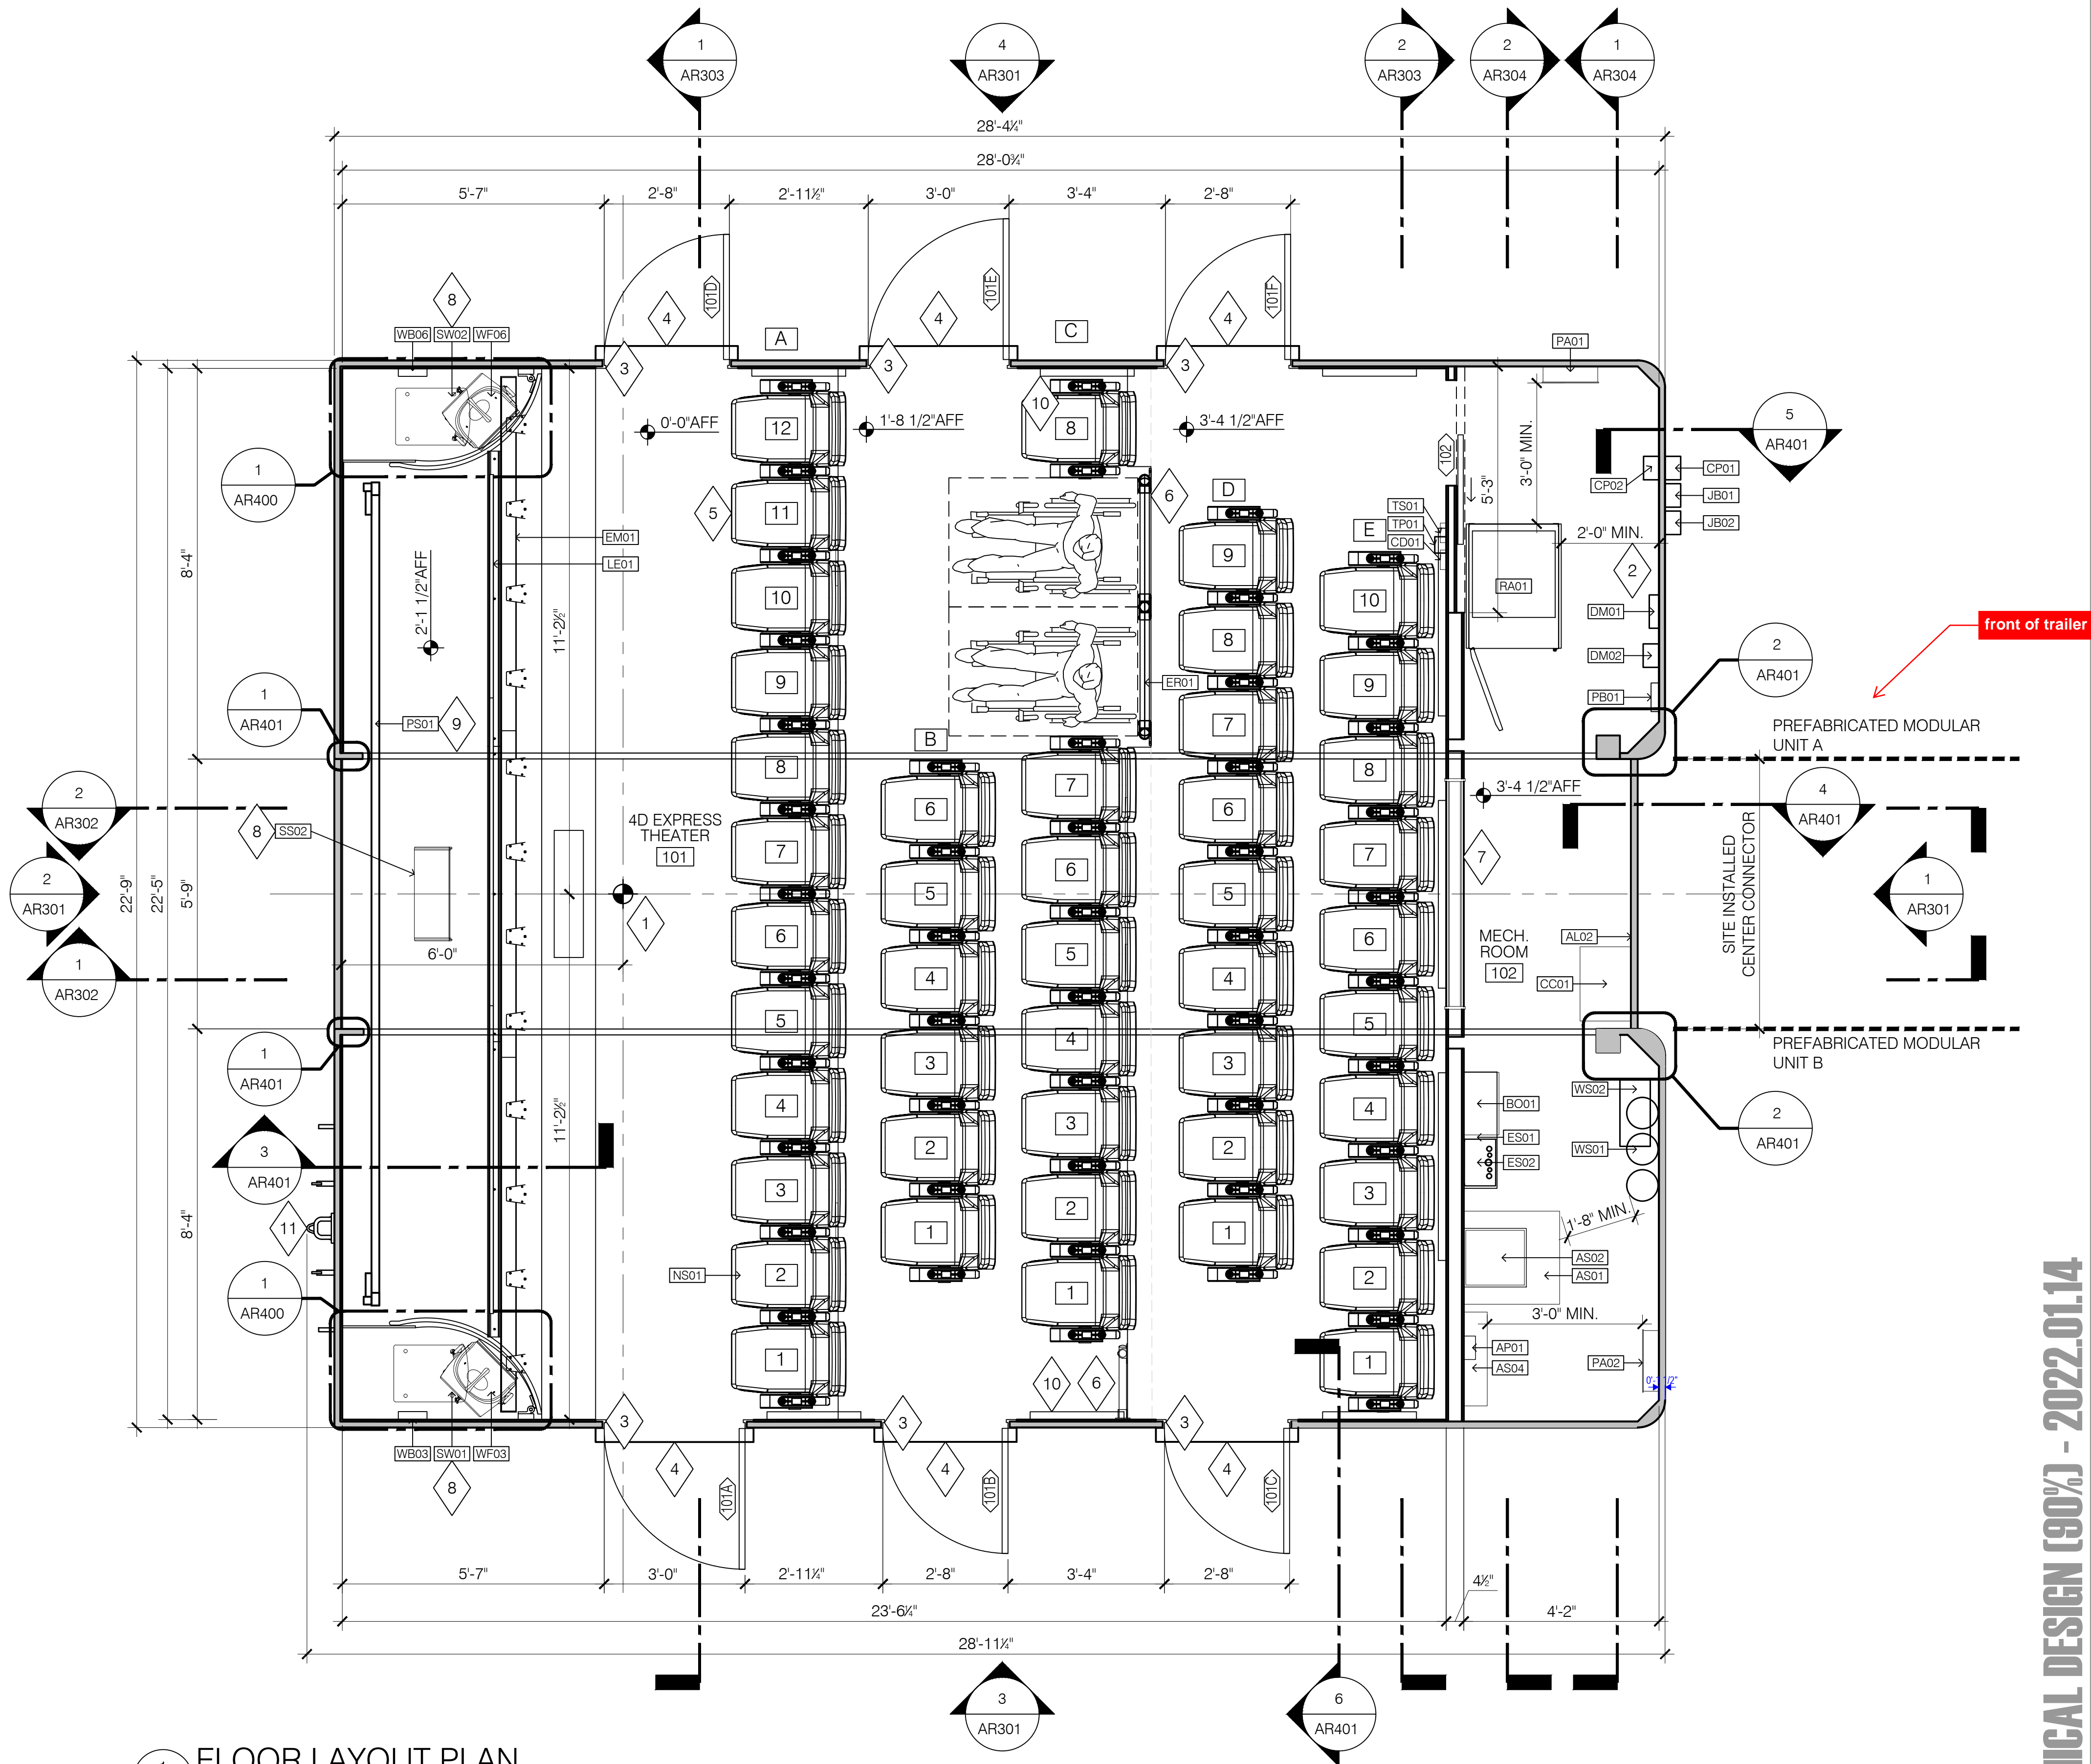 1
AR303
4
AR301
2
AR303
2
AR304
1
AR304
28'-4¼"
28'-0¾"
5'-7"
2'-8"
2'-11½"
3'-0"
3'-4"
2'-8"
101D
101E
101F
8
4
4
4
WB06
SW02
WF06
A
C
PA01
3
3
3
10
12
8
0'-0"AFF
1'-8 1/2"AFF
3'-4 1/2"AFF
102
3'-0" MIN.
5'-3"
5
AR401
1
AR400
CP01
CP02
JB01
JB02
D
6
5
11
TS01
TP01
CD01
E
2'-0" MIN.
EM01
LE01
8'-4"
2'-11 1/2"AFF
11'-2½"
9
2
RA01
10
10
DM01
front of trailer
8
DM02
2
AR401
9
ER01
9
PB01
1
AR401
PS01
9
7
PREFABRICATED MODULAR
UNIT A
B
8
8
7
3'-4 1/2"AFF
4
AR401
2
AR302
6
6
8
SS02
4D EXPRESS
THEATER
101
7
6
7
7
SITE INSTALLED
CENTER CONNECTOR
2
AR301
22'-9"
22'-5"
5'-9"
5
5
1
AR301
1
6
5
6
MECH.
ROOM
102
AL02
6'-0"
1
AR302
4
4
CC01
5
4
5
PREFABRICATED MODULAR
UNIT B
1
AR401
3
3
WS02
4
3
4
BO01
11'-2½"
2
2
ES01
WS01
2
AR401
3
AR401
ES02
3
2
3
8'-4"
11
1
1
1'-8" MIN.
AS02
AS01
NS01
2
1
2
1
AR400
3'-0" MIN.
1
1
AP01
AS04
PA02
0'-1 1/2"
10
6
3
3
3
WB03
SW01
WF03
8
4
4
4
101A
101B
101C
5'-7"
3'-0"
2'-11¼"
2'-8"
3'-4"
2'-8"
4½"
23'-6¼"
4'-2"
28'-11¼"
3
AR301
6
AR401
FLOOR LAYOUT PLAN
ICAL DESIGN (90%) - 2022.01.14